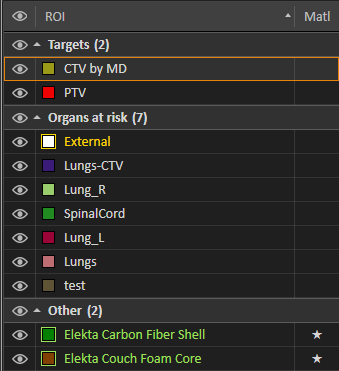 ROI Matl
Targets (2)
CTV by MD
PTV
Organs at risk (7)
External
Lungs-CTV
Lung_R
SpinalCord
Lung_L
Lungs
test
Other (2)
Elekta Carbon Fiber Shell ★
Elekta Couch Foam Core ★